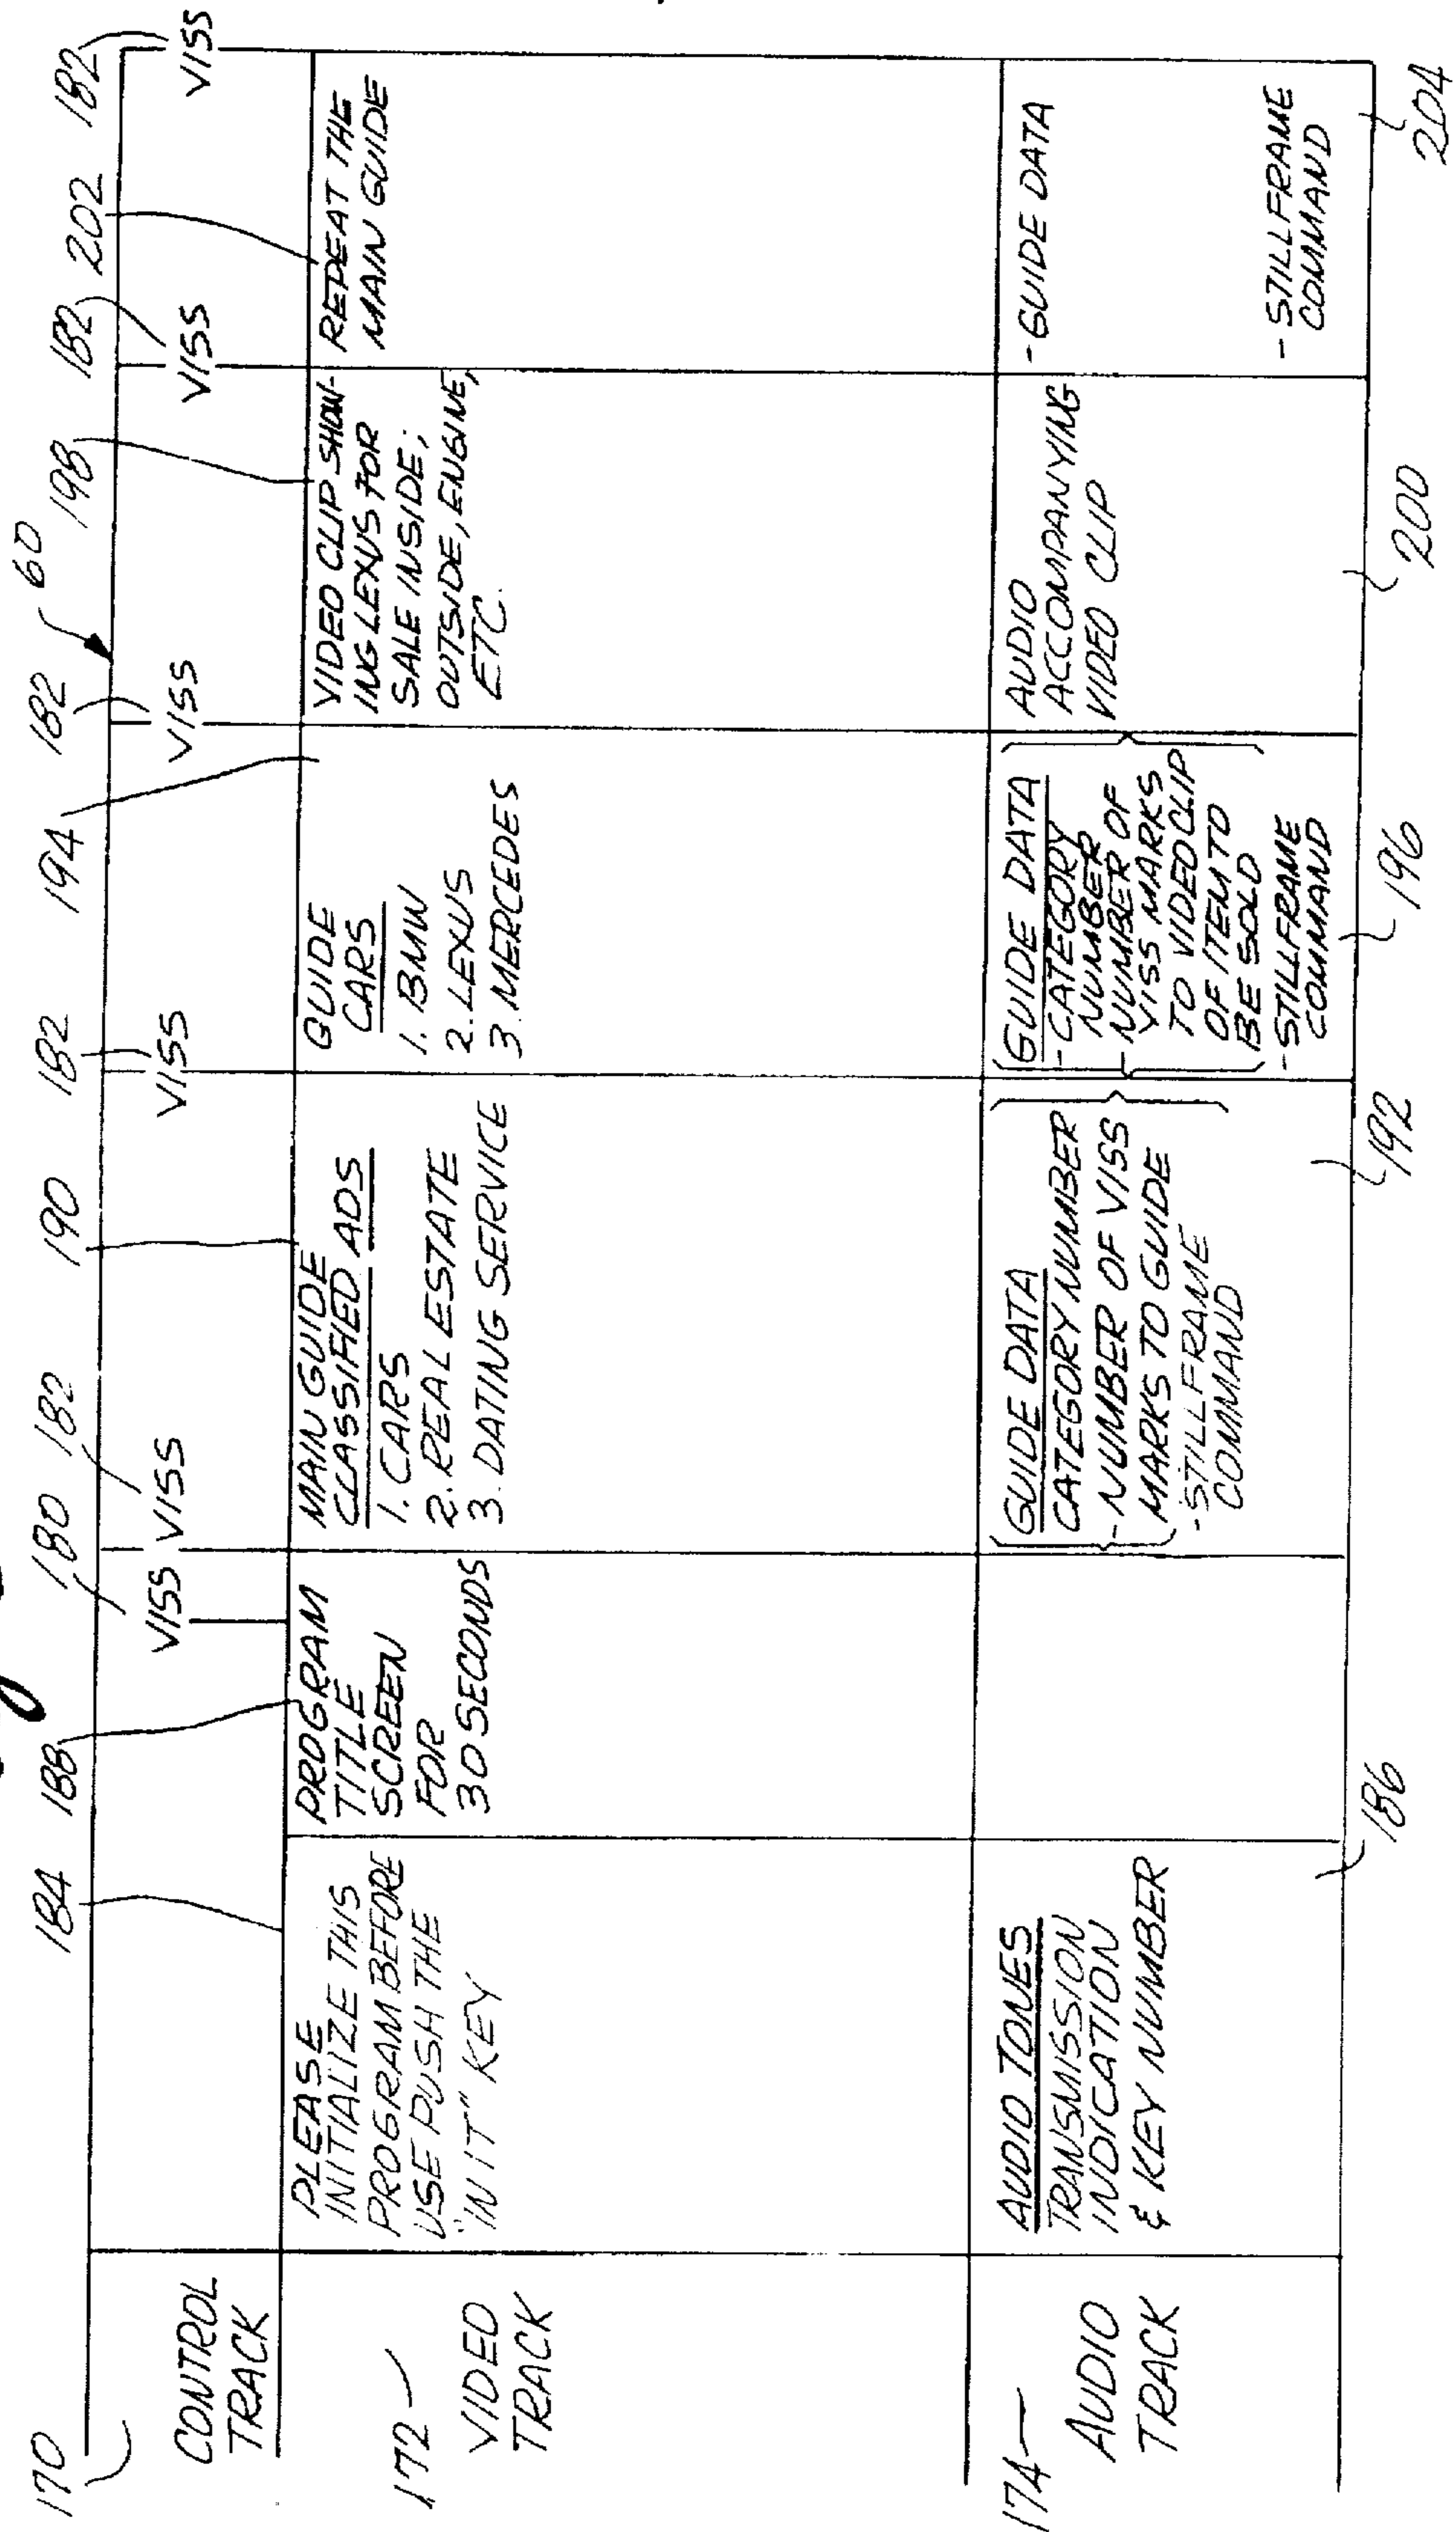 60
170
184
188
180
182
190
182
194
182
198
182
202
182
CONTROL
TRACK
VISS
VISS
VISS
VISS
VISS
VISS
172
VIDEO
TRACK
PLEASE
INITIALIZE THIS
PROGRAM BEFORE
USE PUSH THE
"IN IT" KEY
PROGRAM
TITLE
SCREEN
FOR
30 SECONDS
MAIN GUIDE
CLASSIFIED ADS
1. CARS
2. REAL ESTATE
3. DATING SERVICE
GUIDE
CARS
1. BMW
2. LEXUS
3. MERCEDES
VIDEO CLIP SHOW-
ING LEXUS FOR
SALE INSIDE;
OUTSIDE, ENGINE,
ETC.
REPEAT THE
MAIN GUIDE
174
AUDIO
TRACK
AUDIO TONES
TRANSMISSION
INDICATION
& KEY NUMBER
GUIDE DATA
CATEGORY NUMBER
- NUMBER OF VISS
MARKS TO GUIDE
- STILLFRAME
COMMAND
GUIDE DATA
- CATEGORY
NUMBER
- NUMBER OF
VISS MARKS
TO VIDEO CLIP
OF ITEM TO
BE SOLD
- STILLFRAME
COMMAND
AUDIO
ACCOMPANYING
VIDEO CLIP
- GUIDE DATA
- STILLFRAME
COMMAND
186
192
196
200
204